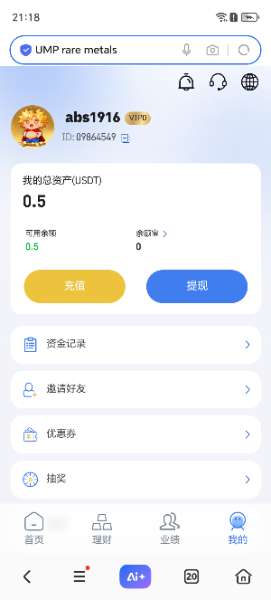 21:18
UMP rare metals
abs1916 VIP0
ID: 09864549
我的总资产(USDT)
0.5
可用余额 余额宝
0.5 0
充值 提现
资金记录
邀请好友
优惠券
抽奖
首页 理财 业绩 我的
Ai+ 20